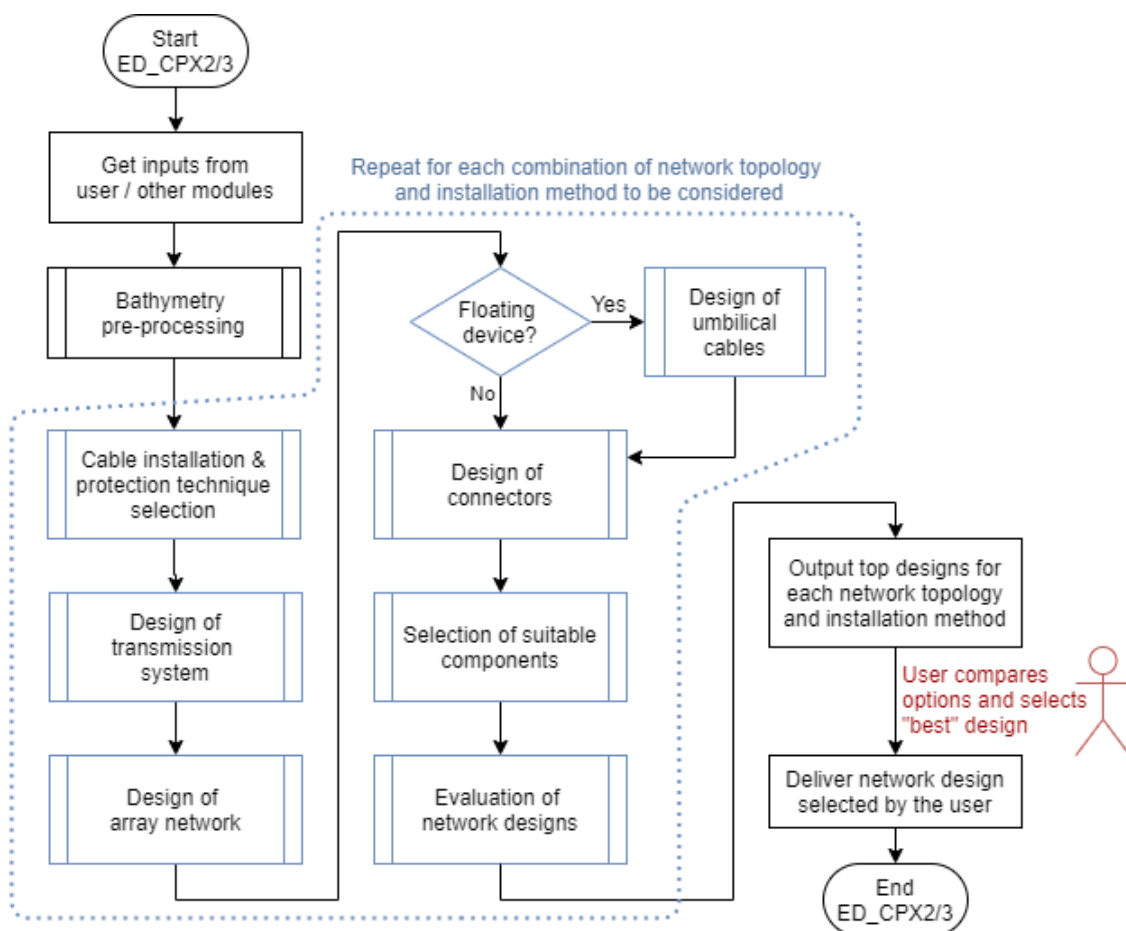 Start
ED_CPX2/3
Get inputs from
user / other modules
Bathymetry
pre-processing
Repeat for each combination of network topology
and installation method to be considered
Cable installation &
protection technique
selection
Design of
transmission
system
Design of
array network
Floating
device?
Yes
No
Design of
umbilical
cables
Design of
connectors
Selection of suitable
components
Evaluation of
network designs
Output top designs for
each network topology
and installation method
User compares
options and selects
"best" design
Deliver network design
selected by the user
End
ED_CPX2/3